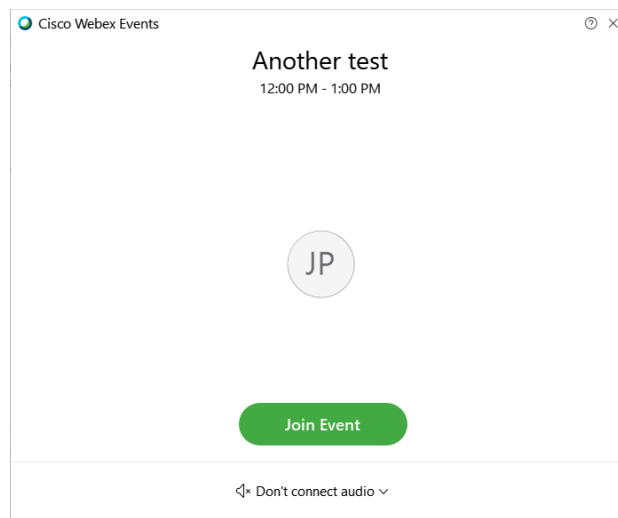 Cisco Webex Events
Another test
12:00 PM - 1:00 PM
JP
Join Event
Don't connect audio